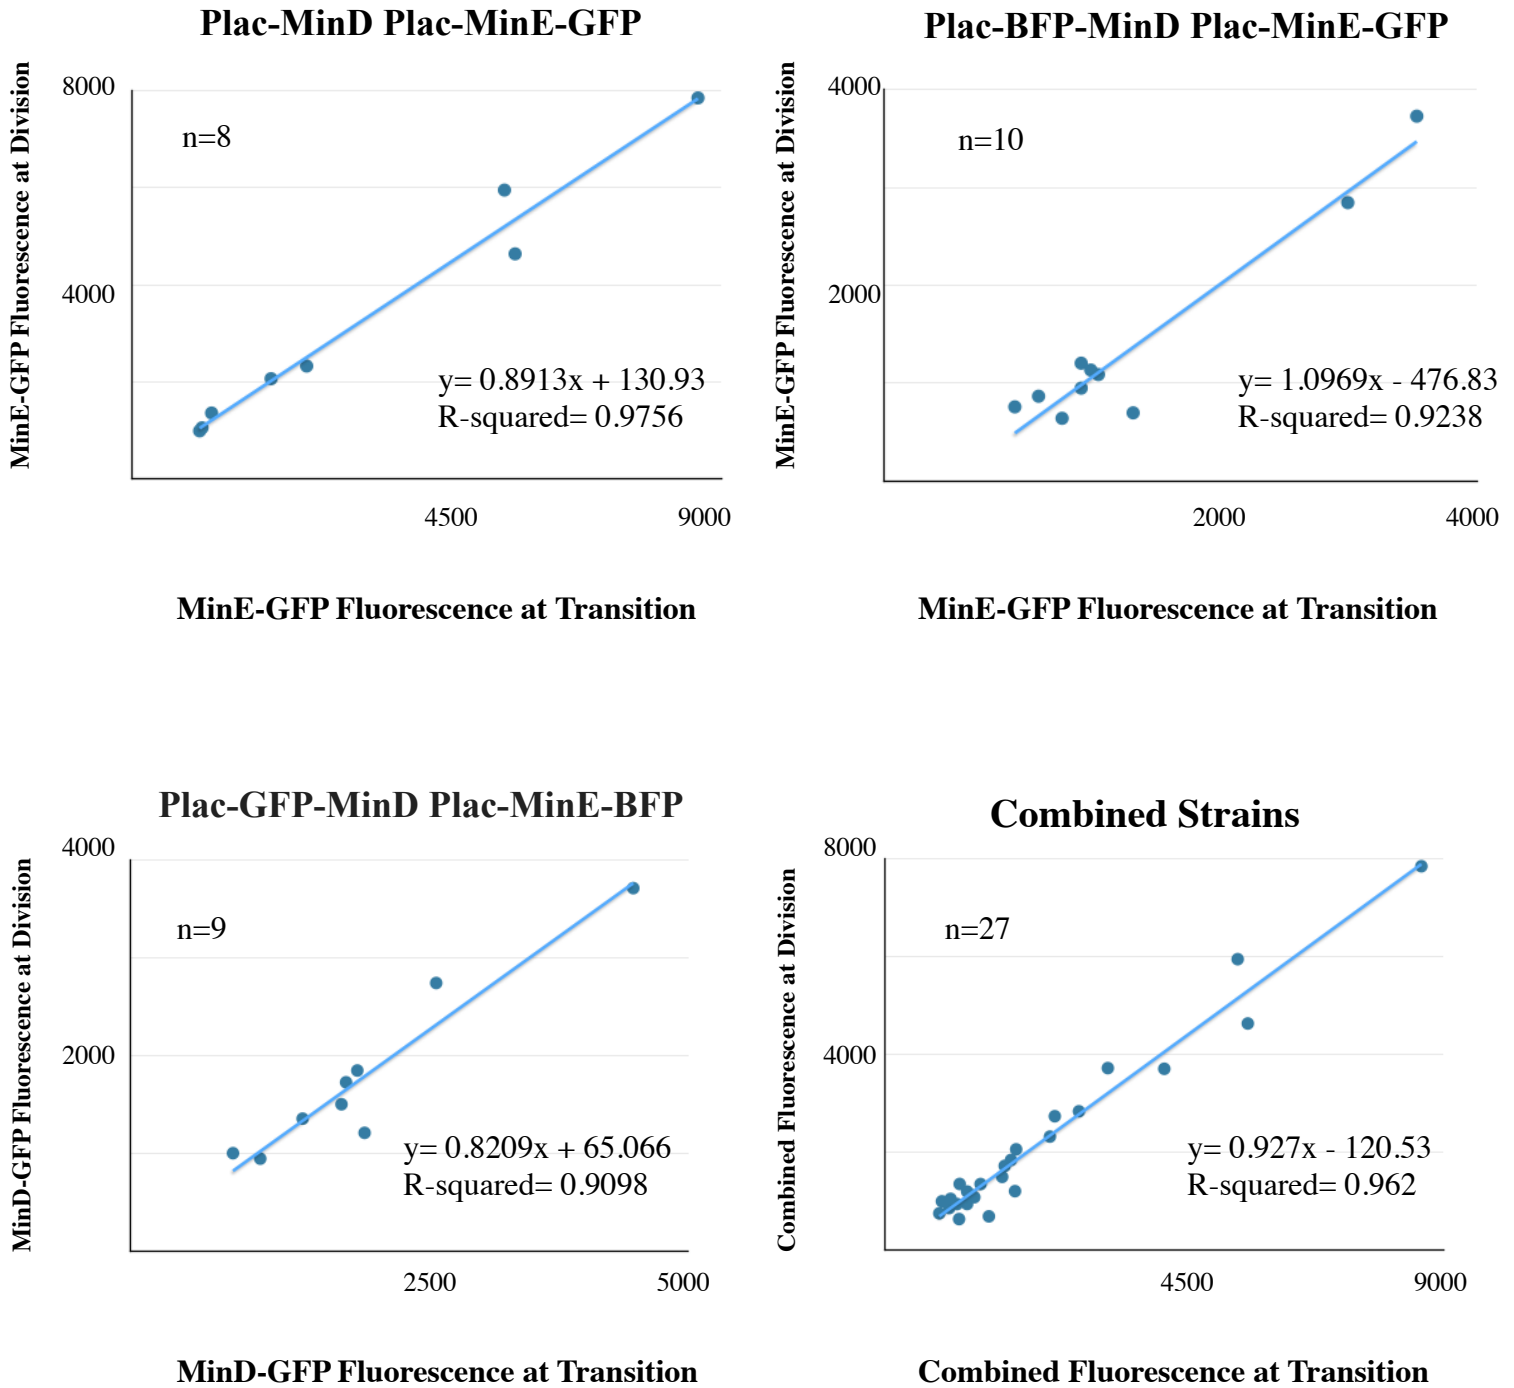 Plac-MinD Plac-MinE-GFP
MinE-GFP Fluorescence at Division
8000
4000
n=8
y= 0.8913x + 130.93
R-squared= 0.9756
4500
9000
MinE-GFP Fluorescence at Transition
Plac-BFP-MinD Plac-MinE-GFP
MinE-GFP Fluorescence at Division
4000
2000
n=10
y= 1.0969x - 476.83
R-squared= 0.9238
2000
4000
MinE-GFP Fluorescence at Transition
Plac-GFP-MinD Plac-MinE-BFP
MinD-GFP Fluorescence at Division
4000
2000
n=9
y= 0.8209x + 65.066
R-squared= 0.9098
2500
5000
MinD-GFP Fluorescence at Transition
Combined Strains
Combined Fluorescence at Division
8000
4000
n=27
y= 0.927x - 120.53
R-squared= 0.962
4500
9000
Combined Fluorescence at Transition